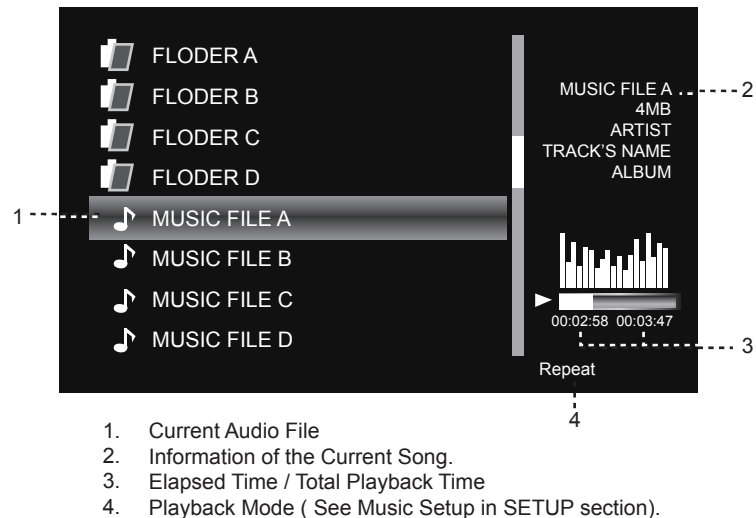 FLODER A
FLODER B
FLODER C
FLODER D
MUSIC FILE A
MUSIC FILE B
MUSIC FILE C
MUSIC FILE D
MUSIC FILE A
4MB
ARTIST
TRACK'S NAME
ALBUM
00:02:58 00:03:47
Repeat
1
2
3
4
1. Current Audio File
2. Information of the Current Song.
3. Elapsed Time / Total Playback Time
4. Playback Mode ( See Music Setup in SETUP section).